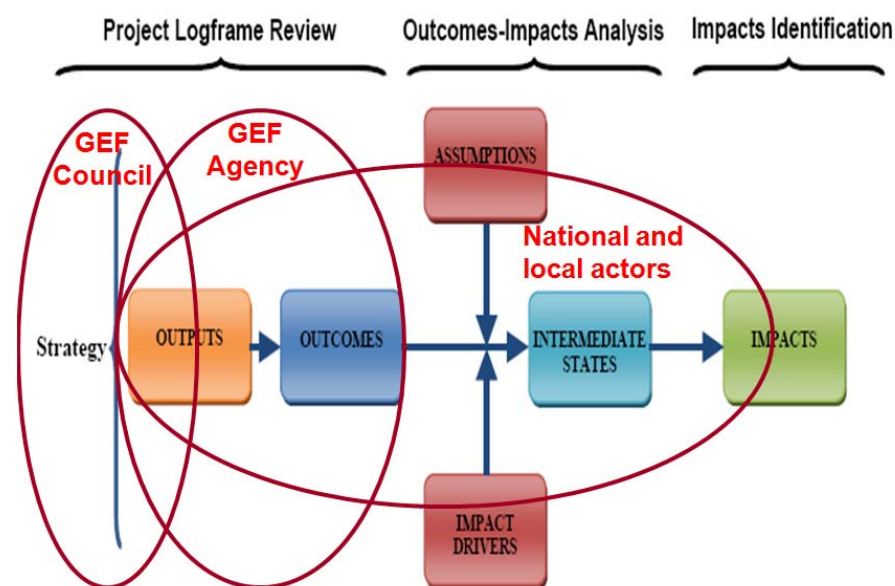 Project Logframe Review
Outcomes-Impacts Analysis
Impacts Identification
GEF
Council
GEF
Agency
ASSUMPTIONS
National and
local actors
Strategy
OUTPUTS
OUTCOMES
INTERMEDIATE
STATES
IMPACTS
IMPACT
DRIVERS